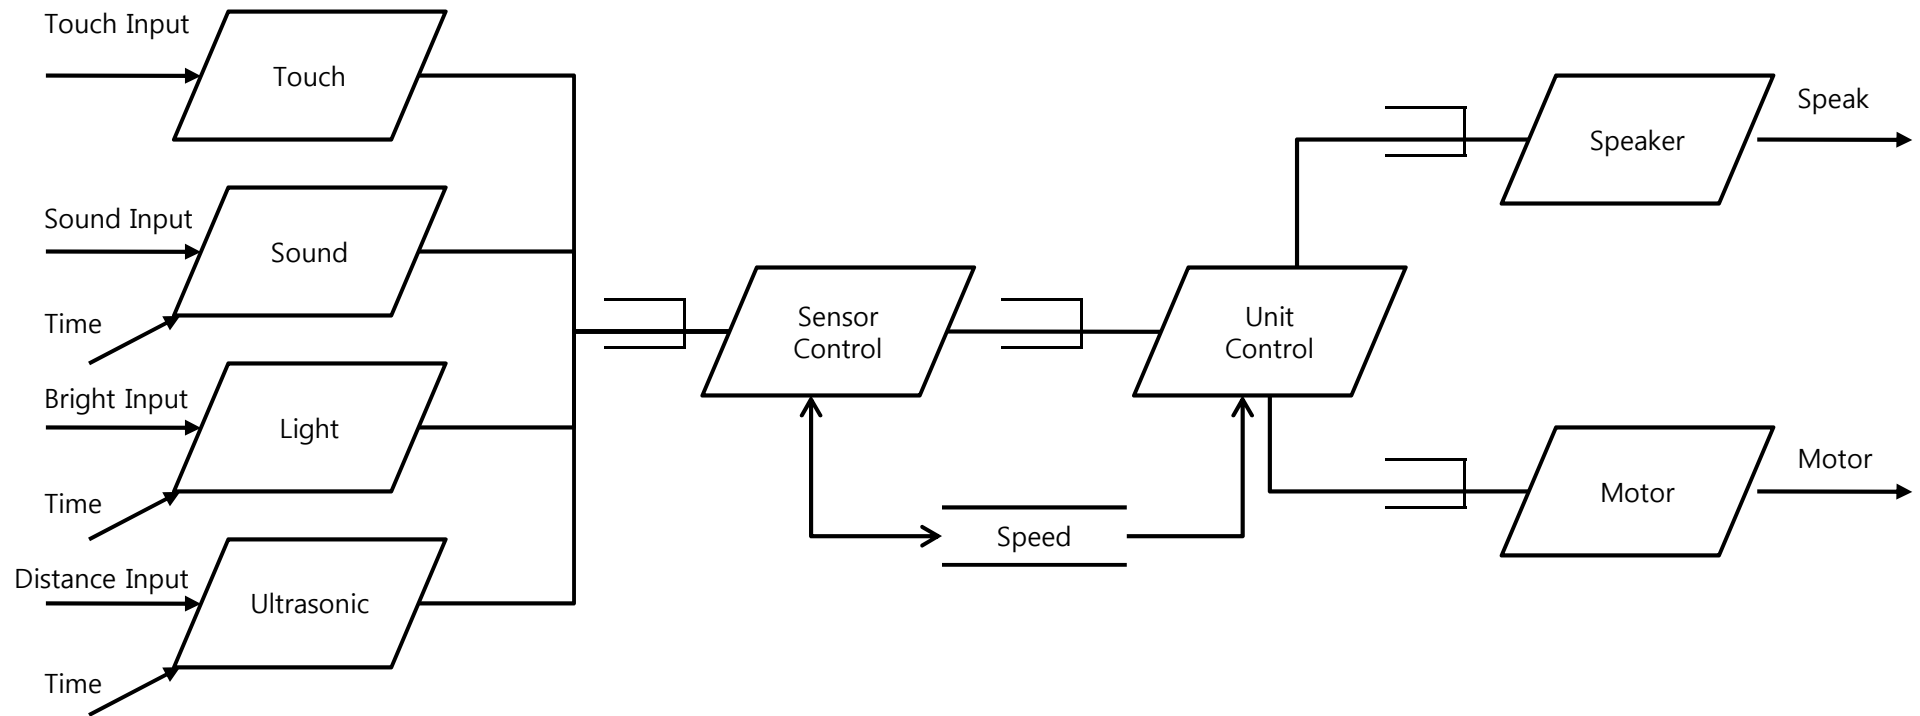 Touch Input
Touch
Sound Input
Sound
Time
Bright Input
Light
Time
Distance Input
Ultrasonic
Time
Sensor
Control
Unit
Control
Speed
Speaker
Speak
Motor
Motor